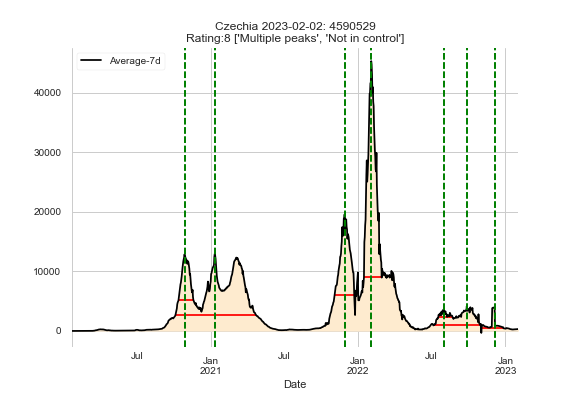 Czechia 2023-02-02: 4590529
Rating:8 ['Multiple peaks', 'Not in control']
Average-7d
40000
30000
20000
10000
0
Jul
Jan
2021
Jul
Jan
2022
Jul
Jan
2023
Date